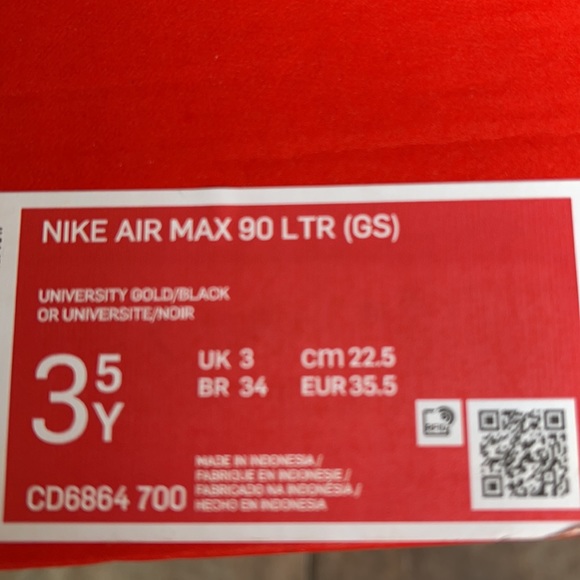 NIKE AIR MAX 90 LTR (GS)
UNIVERSITY GOLD/BLACK
OR UNIVERSITE/NOIR
3 5Y
UK 3 cm 22.5
BR 34 EUR 35.5
MADE IN INDONESIA /
FABRIQUE EN INDONESIE /
FABRICADO NA INDONÉSIA /
HECHO EN INDONESIA
CD6864 700